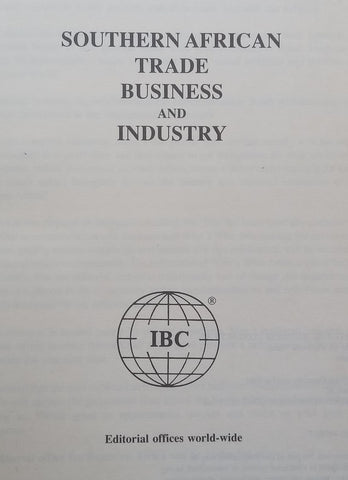 SOUTHERN AFRICAN
TRADE
BUSINESS
AND
INDUSTRY
®
IBC
Editorial offices world-wide